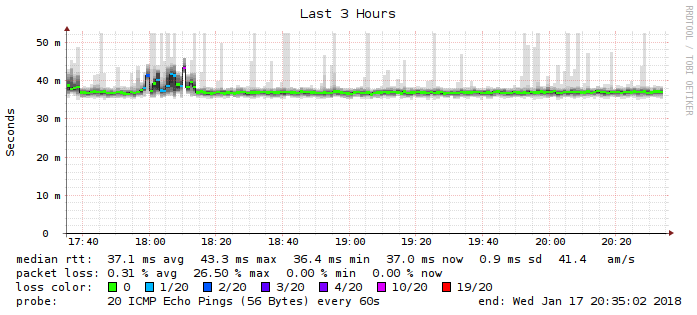 Last 3 Hours
RRDTOOL / TOBI OETIKER
Seconds
50 m
40 m
30 m
20 m
10 m
0
17:40 18:00 18:20 18:40 19:00 19:20 19:40 20:00 20:20
median rtt: 37.1 ms avg 43.3 ms max 36.4 ms min 37.0 ms now 0.9 ms sd 41.4 am/s
packet loss: 0.31 % avg 26.50 % max 0.00 % min 0.00 % now
loss color: 0 1/20 2/20 3/20 4/20 10/20 19/20
probe: 20 ICMP Echo Pings (56 Bytes) every 60s end: Wed Jan 17 20:35:02 2018